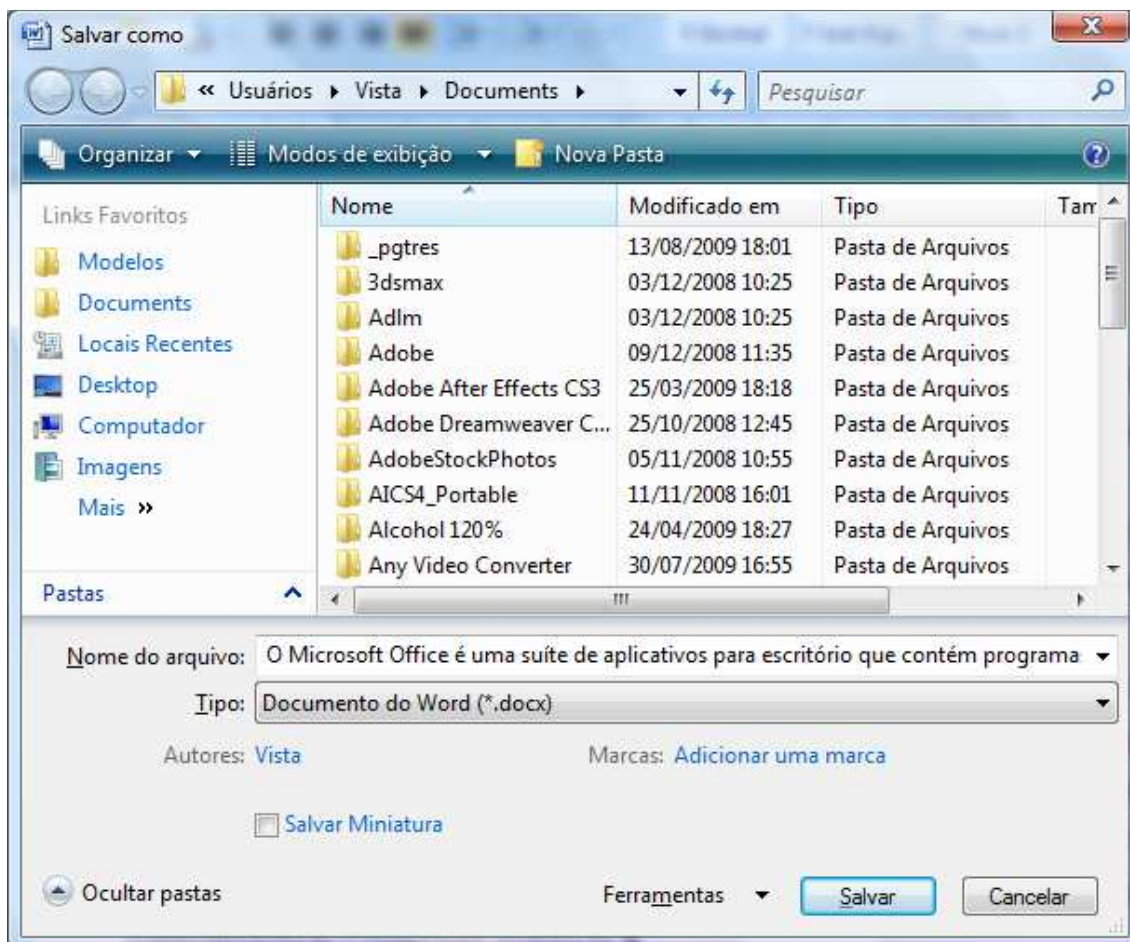 Salvar como
« Usuários ▸ Vista ▸ Documents ▸ Pesquisar
Organizar Modos de exibição Nova Pasta
Links Favoritos
Modelos
Documents
Locais Recentes
Desktop
Computador
Imagens
Mais »
Pastas
Nome Modificado em Tipo Tam
_pgtres 13/08/2009 18:01 Pasta de Arquivos
3dsmax 03/12/2008 10:25 Pasta de Arquivos
Adlm 03/12/2008 10:25 Pasta de Arquivos
Adobe 09/12/2008 11:35 Pasta de Arquivos
Adobe After Effects CS3 25/03/2009 18:18 Pasta de Arquivos
Adobe Dreamweaver C... 25/10/2008 12:45 Pasta de Arquivos
AdobeStockPhotos 05/11/2008 10:55 Pasta de Arquivos
AICS4_Portable 11/11/2008 16:01 Pasta de Arquivos
Alcohol 120% 24/04/2009 18:27 Pasta de Arquivos
Any Video Converter 30/07/2009 16:55 Pasta de Arquivos
Nome do arquivo: O Microsoft Office é uma suíte de aplicativos para escritório que contém programa
Tipo: Documento do Word (*.docx)
Autores: Vista Marcas: Adicionar uma marca
Salvar Miniatura
Ocultar pastas Ferramentas Salvar Cancelar